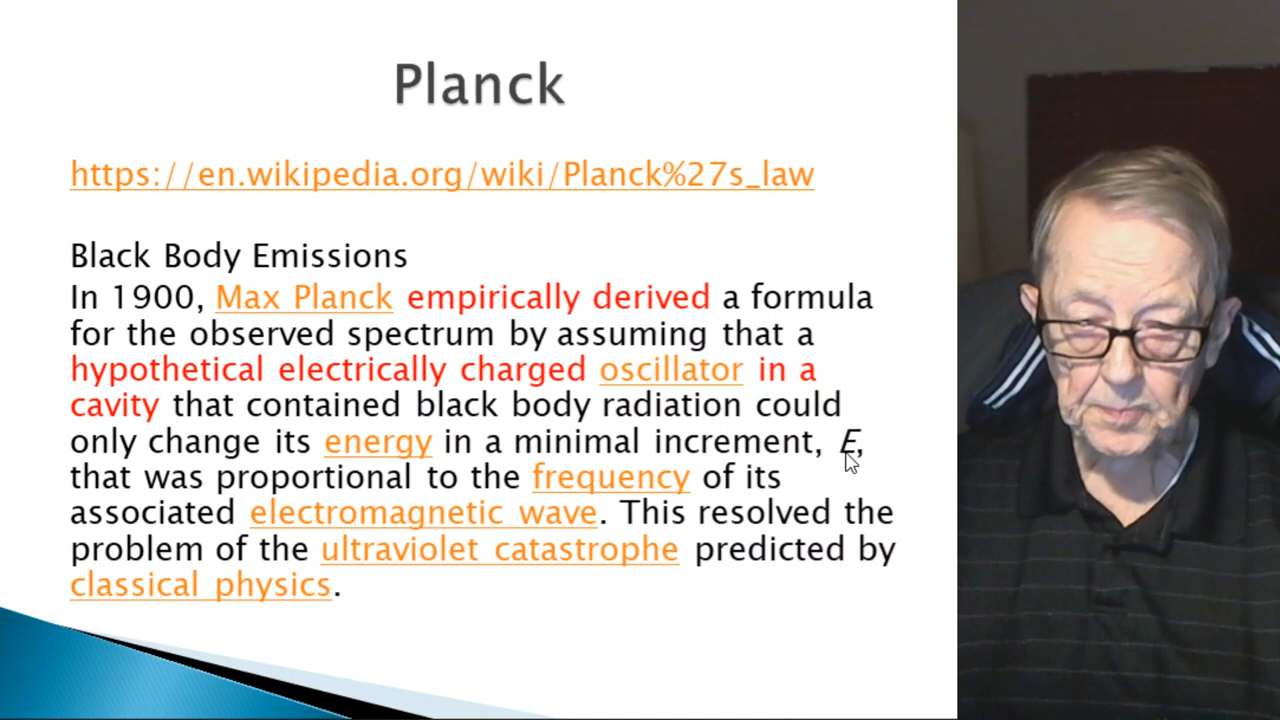 Planck
https://en.wikipedia.org/wiki/Planck%27s_law
Black Body Emissions
In 1900, Max Planck empirically derived a formula
for the observed spectrum by assuming that a
hypothetical electrically charged oscillator in a
cavity that contained black body radiation could
only change its energy in a minimal increment, E,
that was proportional to the frequency of its
associated electromagnetic wave. This resolved the
problem of the ultraviolet catastrophe predicted by
classical physics.